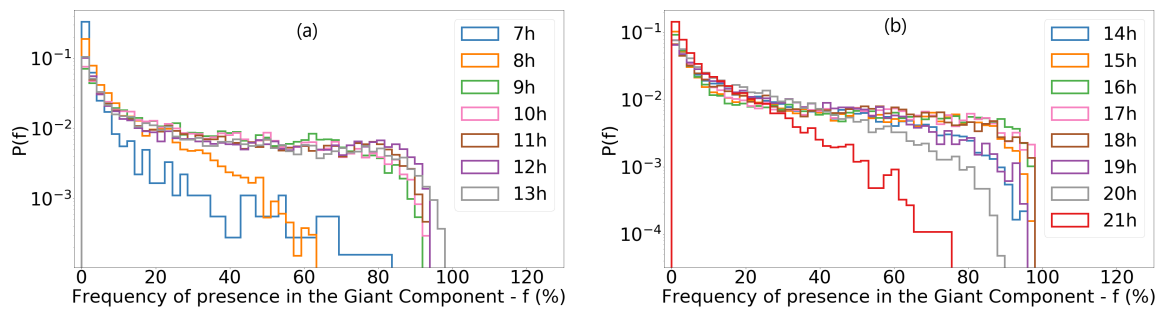 (a)
7h
8h
9h
10h
11h
12h
13h
P(f)
10⁻¹
10⁻²
10⁻³
0 20 40 60 80 100 120
Frequency of presence in the Giant Component - f (%)
(b)
14h
15h
16h
17h
18h
19h
20h
21h
P(f)
10⁻¹
10⁻²
10⁻³
10⁻⁴
0 20 40 60 80 100 120
Frequency of presence in the Giant Component - f (%)